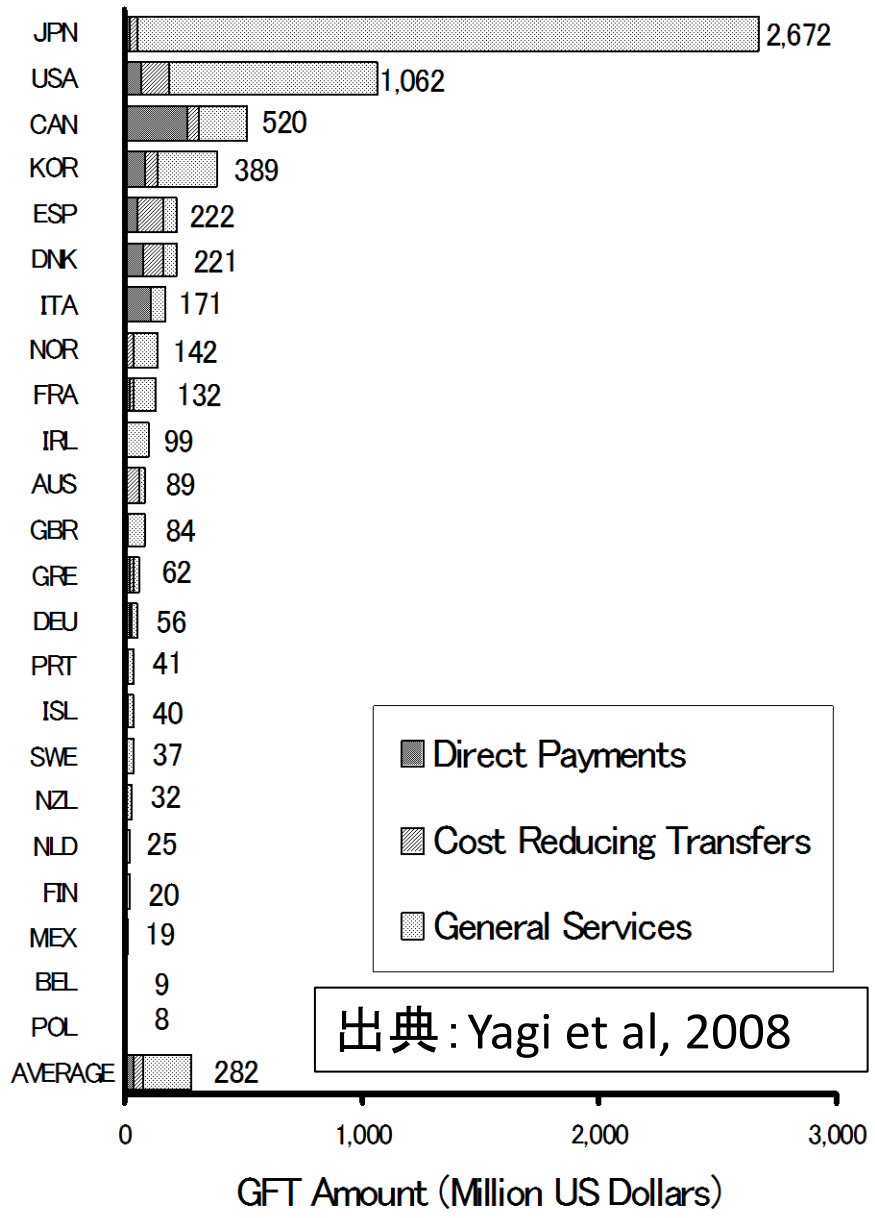 JPN 2,672
USA 1,062
CAN 520
KOR 389
ESP 222
DNK 221
ITA 171
NOR 142
FRA 132
IRL 99
AUS 89
GBR 84
GRE 62
DEU 56
PRT 41
ISL 40
SWE 37
NZL 32
NLD 25
FIN 20
MEX 19
BEL 9
POL 8
AVERAGE 282
Direct Payments
Cost Reducing Transfers
General Services
出典：Yagi et al, 2008
0 1,000 2,000 3,000
GFT Amount (Million US Dollars)